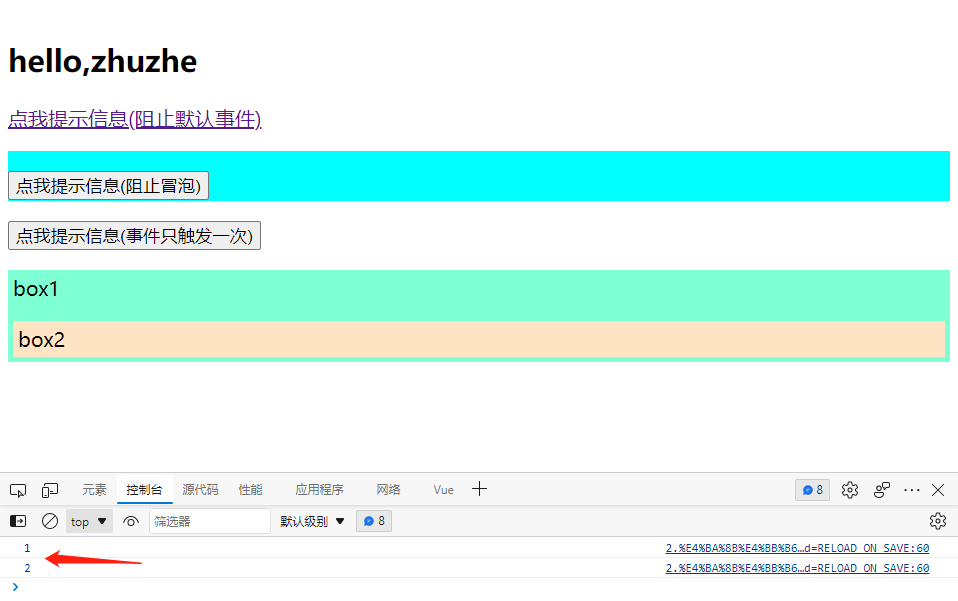 hello,zhuzhe
点我提示信息(阻止默认事件)
点我提示信息(阻止冒泡)
点我提示信息(事件只触发一次)
box1
box2
元素 控制台 源代码 性能 应用程序 网络 Vue 8
top 筛选器 默认级别 8
1 2.%E4%BA%8B%E4%BB%B6…d=RELOAD_ON_SAVE:60
2 2.%E4%BA%8B%E4%BB%B6…d=RELOAD_ON_SAVE:60